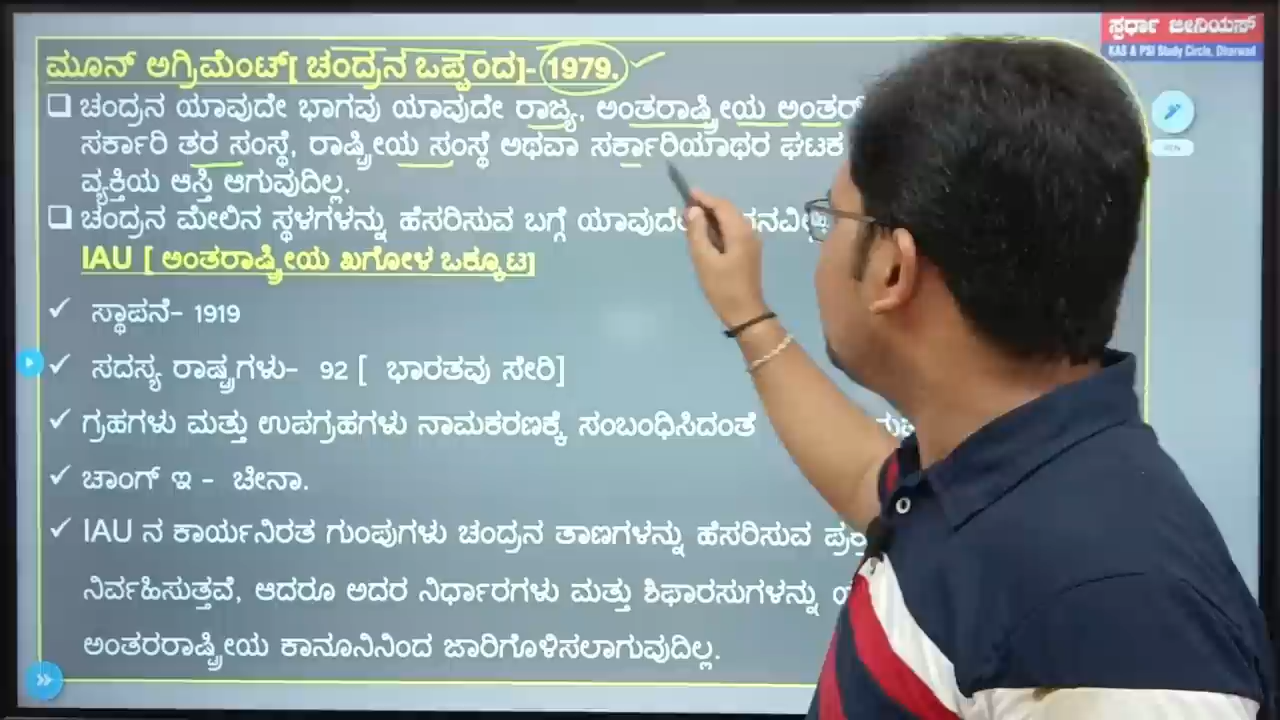 ಸ್ಪರ್ಧಾ ಜೀನಿಯಸ್
KAS & PSI Study Circle, Dharwad
ಮೂನ್ ಅಗ್ರಿಮೆಂಟ್[ ಚಂದ್ರನ ಒಪ್ಪಂದ]- 1979.
ಚಂದ್ರನ ಯಾವುದೇ ಭಾಗವು ಯಾವುದೇ ರಾಜ್ಯ, ಅಂತರಾಷ್ಟ್ರೀಯ
ಸರ್ಕಾರಿ ತರ ಸಂಸ್ಥೆ, ರಾಷ್ಟ್ರೀಯ ಸಂಸ್ಥೆ ಅಥವಾ ಸರ್ಕಾರಿಯಾಥರ ಘಟಕ
ವ್ಯಕ್ತಿಯ ಆಸ್ತಿ ಆಗುವುದಿಲ್ಲ.
ಚಂದ್ರನ ಮೇಲಿನ ಸ್ಥಳಗಳನ್ನು ಹೆಸರಿಸುವ ಬಗ್ಗೆ
IAU [ ಅಂತರಾಷ್ಟ್ರೀಯ ಖಗೋಳ ಒಕ್ಕೂಟ]
ಸ್ಥಾಪನೆ- 1919
ಸದಸ್ಯ ರಾಷ್ಟ್ರಗಳು- 92 [ ಭಾರತವು ಸೇರಿ]
ಗ್ರಹಗಳು ಮತ್ತು ಉಪಗ್ರಹಗಳು ನಾಮಕರಣಕ್ಕೆ ಸಂಬಂಧಿಸಿದಂತೆ
ಚಾಂಗ್ ಇ - ಚೀನಾ.
IAU ನ ಕಾರ್ಯನಿರತ ಗುಂಪುಗಳು ಚಂದ್ರನ ತಾಣಗಳನ್ನು ಹೆಸರಿಸುವ
ನಿರ್ವಹಿಸುತ್ತವೆ, ಆದರೂ ಅದರ ನಿರ್ಧಾರಗಳು ಮತ್ತು ಶಿಫಾರಸುಗಳನ್ನು
ಅಂತರರಾಷ್ಟ್ರೀಯ ಕಾನೂನಿನಿಂದ ಜಾರಿಗೊಳಿಸಲಾಗುವುದಿಲ್ಲ.